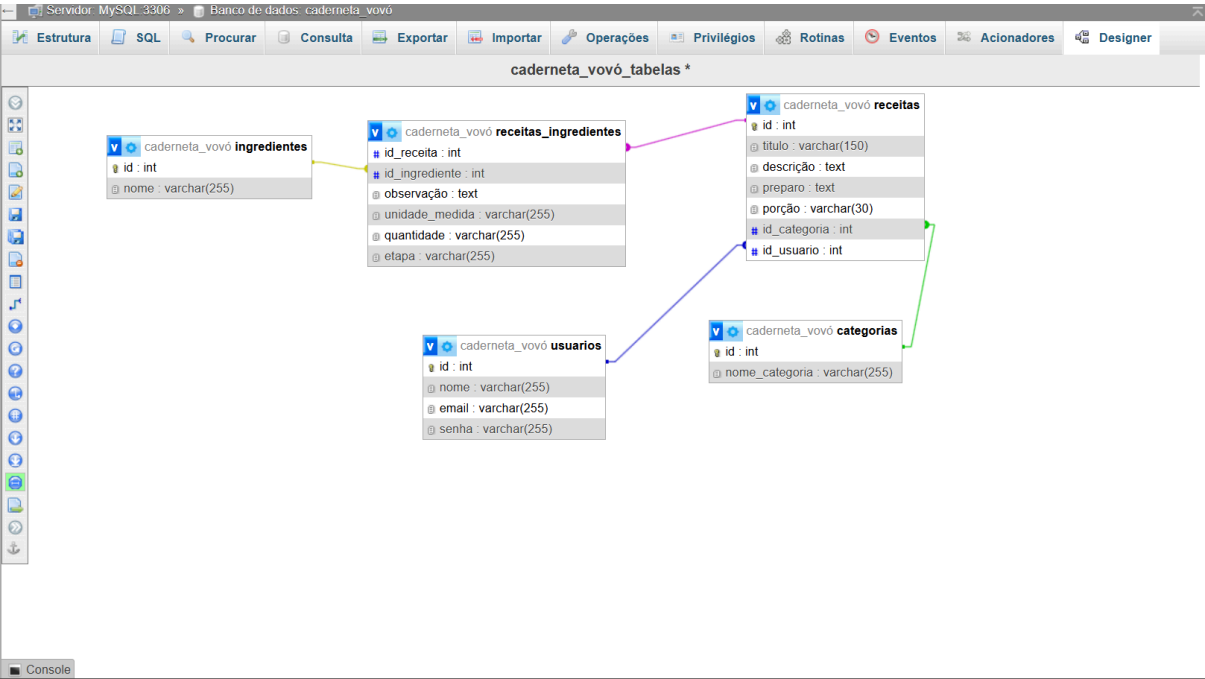 Servidor: MySQL:3306 » Banco de dados: caderneta_vovó
Estrutura SQL Procurar Consulta Exportar Importar Operações Privilégios Rotinas Eventos Acionadores Designer
caderneta_vovó_tabelas *
v caderneta_vovó ingredientes
id : int
nome : varchar(255)
v caderneta_vovó receitas_ingredientes
# id_receita : int
# id_ingrediente : int
observação : text
unidade_medida : varchar(255)
quantidade : varchar(255)
etapa : varchar(255)
v caderneta_vovó receitas
id : int
titulo : varchar(150)
descrição : text
preparo : text
porção : varchar(30)
# id_categoria : int
# id_usuario : int
v caderneta_vovó usuarios
id : int
nome : varchar(255)
email : varchar(255)
senha : varchar(255)
v caderneta_vovó categorias
id : int
nome_categoria : varchar(255)
Console